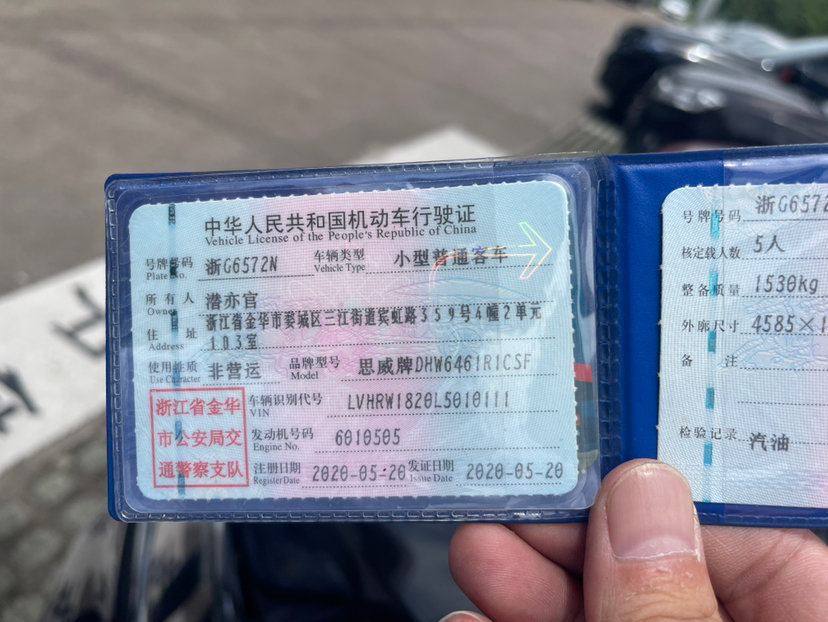 中华人民共和国机动车行驶证
Vehicle License of the People's Republic of China
号牌号码 浙G6572N 车辆类型 小型普通客车
Plate No. Vehicle Type
所有人 潜亦官
Owner
住址 浙江省金华市婺城区三江街道宾虹路359号4幢2单元
Address 103室
使用性质 非营运 品牌型号 思威牌DHW6461R1CSF
Use Character Model
浙江省金华
市公安局交
通警察支队
车辆识别代号 LVHRW1820L5010111
VIN
发动机号码 6010505
Engine No.
注册日期 2020-05-20 发证日期 2020-05-20
Register Date Issue Date
号牌号码 浙G6572
核定载人数 5人
整备质量 1530kg
外廓尺寸 4585×1
备注
检验记录 汽油